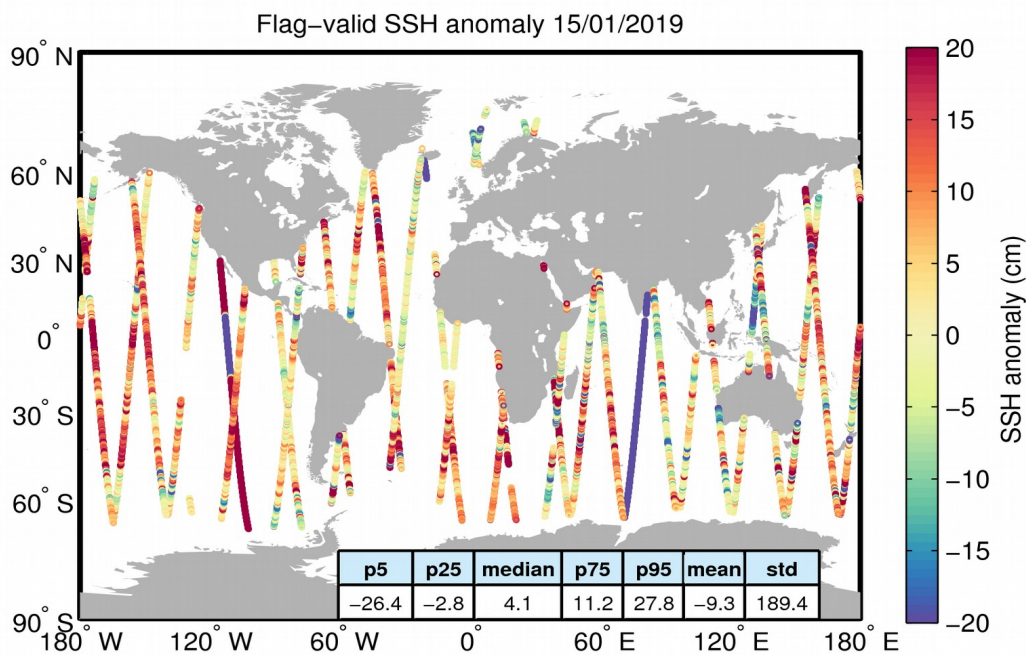 Flag−valid SSH anomaly 15/01/2019
90° N
60° N
30° N
0°
30° S
60° S
90° S
180° W
120° W
60° W
0°
60° E
120° E
180° E
p5 p25 median p75 p95 mean std
−26.4 −2.8 4.1 11.2 27.8 −9.3 189.4
20
15
10
5
0
−5
−10
−15
−20
SSH anomaly (cm)